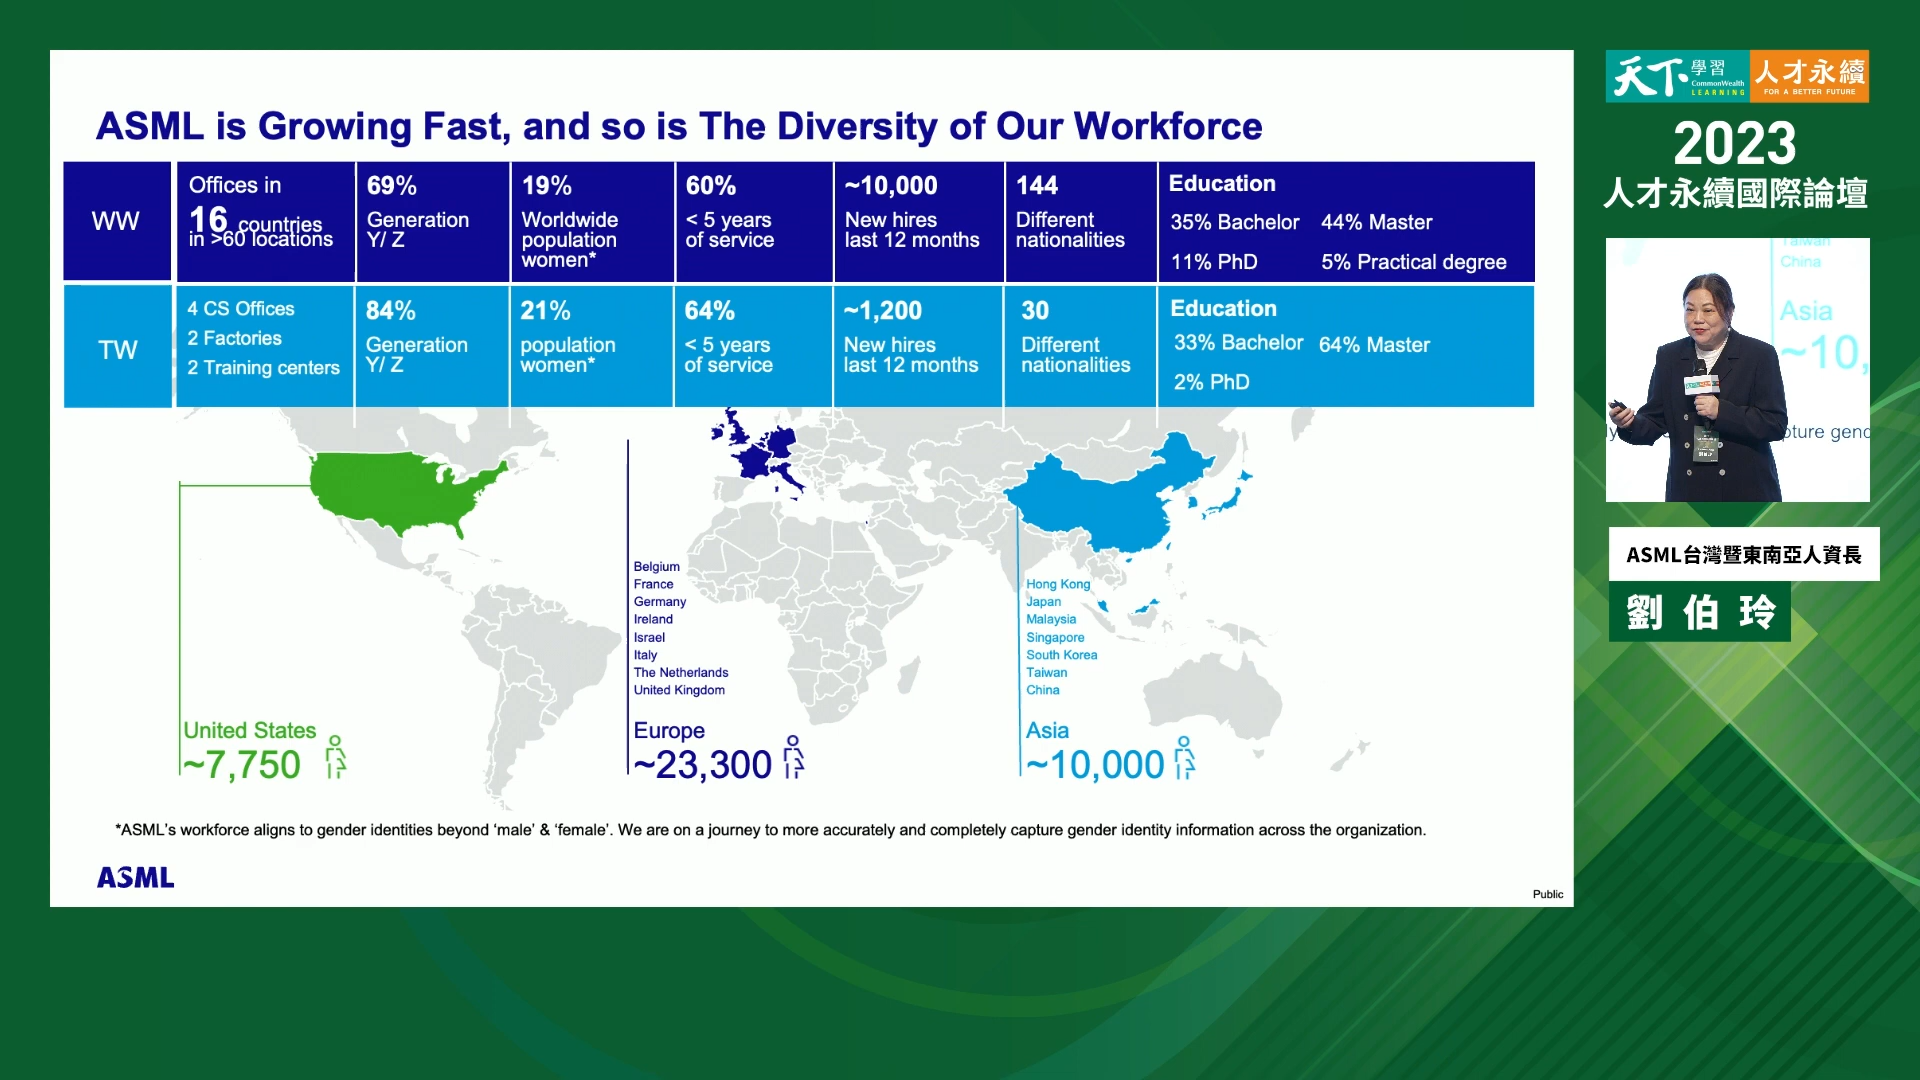 ASML is Growing Fast, and so is The Diversity of Our Workforce
WW
Offices in
16 countries
in >60 locations
69%
Generation
Y/ Z
19%
Worldwide
population
women*
60%
< 5 years
of service
~10,000
New hires
last 12 months
144
Different
nationalities
Education
35% Bachelor
44% Master
11% PhD
5% Practical degree
TW
4 CS Offices
2 Factories
2 Training centers
84%
Generation
Y/ Z
21%
population
women*
64%
< 5 years
of service
~1,200
New hires
last 12 months
30
Different
nationalities
Education
33% Bachelor
64% Master
2% PhD
United States
~7,750
Belgium
France
Germany
Ireland
Israel
Italy
The Netherlands
United Kingdom
Europe
~23,300
Hong Kong
Japan
Malaysia
Singapore
South Korea
Taiwan
China
Asia
~10,000
*ASML's workforce aligns to gender identities beyond 'male' & 'female'. We are on a journey to more accurately and completely capture gender identity information across the organization.
ASML
Public
天下學習
CommonWealth
LEARNING
人才永續
FOR A BETTER FUTURE
2023
人才永續國際論壇
Taiwan
China
Asia
~10,
ASML台灣暨東南亞人資長
劉伯玲